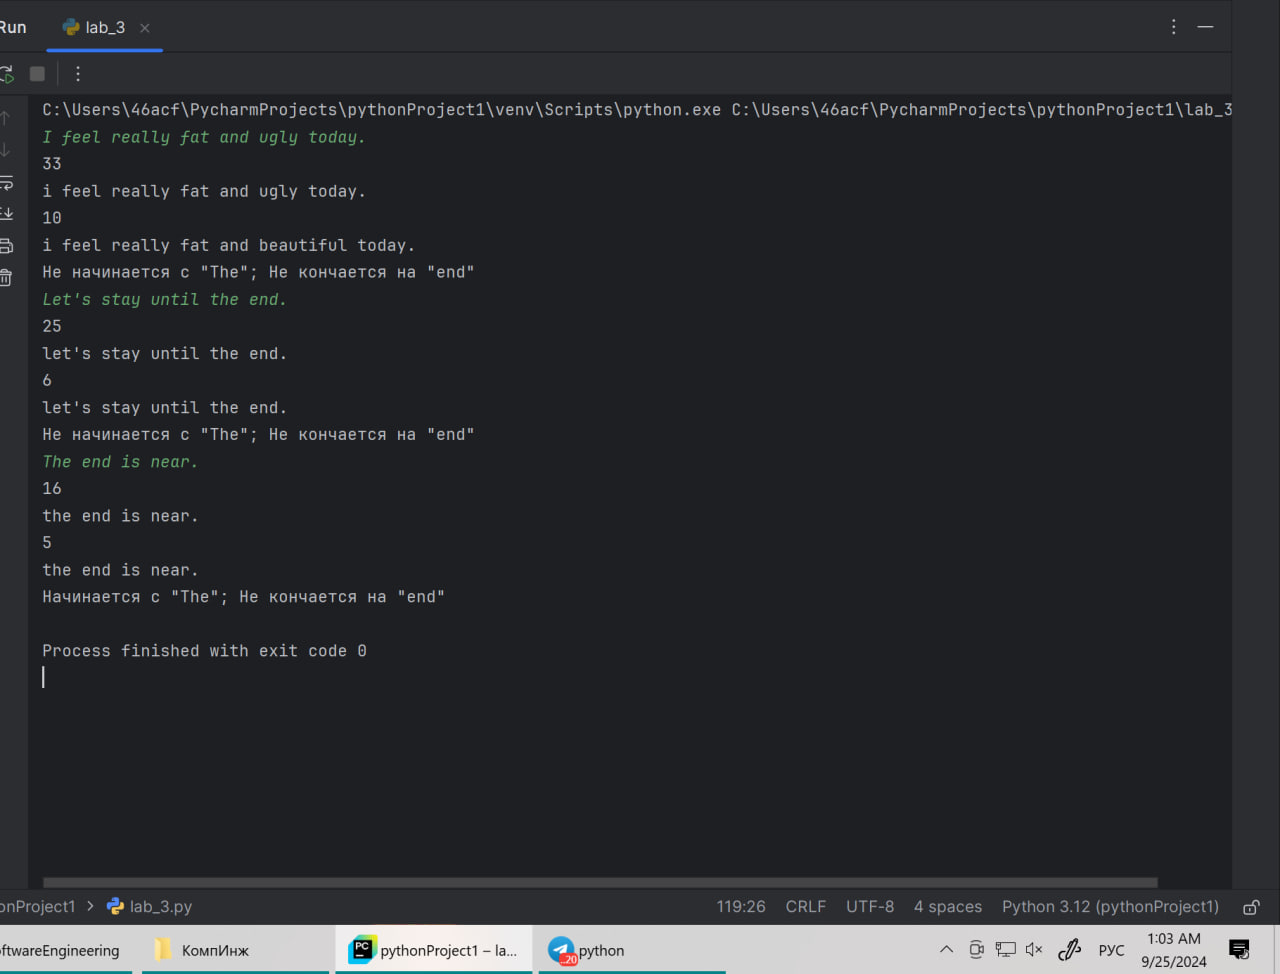 Run lab_3
C:\Users\46acf\PycharmProjects\pythonProject1\venv\Scripts\python.exe C:\Users\46acf\PycharmProjects\pythonProject1\lab_3
I feel really fat and ugly today.
33
i feel really fat and ugly today.
10
i feel really fat and beautiful today.
Не начинается с "The"; Не кончается на "end"
Let's stay until the end.
25
let's stay until the end.
6
let's stay until the end.
Не начинается с "The"; Не кончается на "end"
The end is near.
16
the end is near.
5
the end is near.
Начинается с "The"; Не кончается на "end"
Process finished with exit code 0
onProject1 > lab_3.py 119:26 CRLF UTF-8 4 spaces Python 3.12 (pythonProject1)
oftwareEngineering КомпИнж PC pythonProject1 – la... ..20 python РУС 1:03 AM
9/25/2024